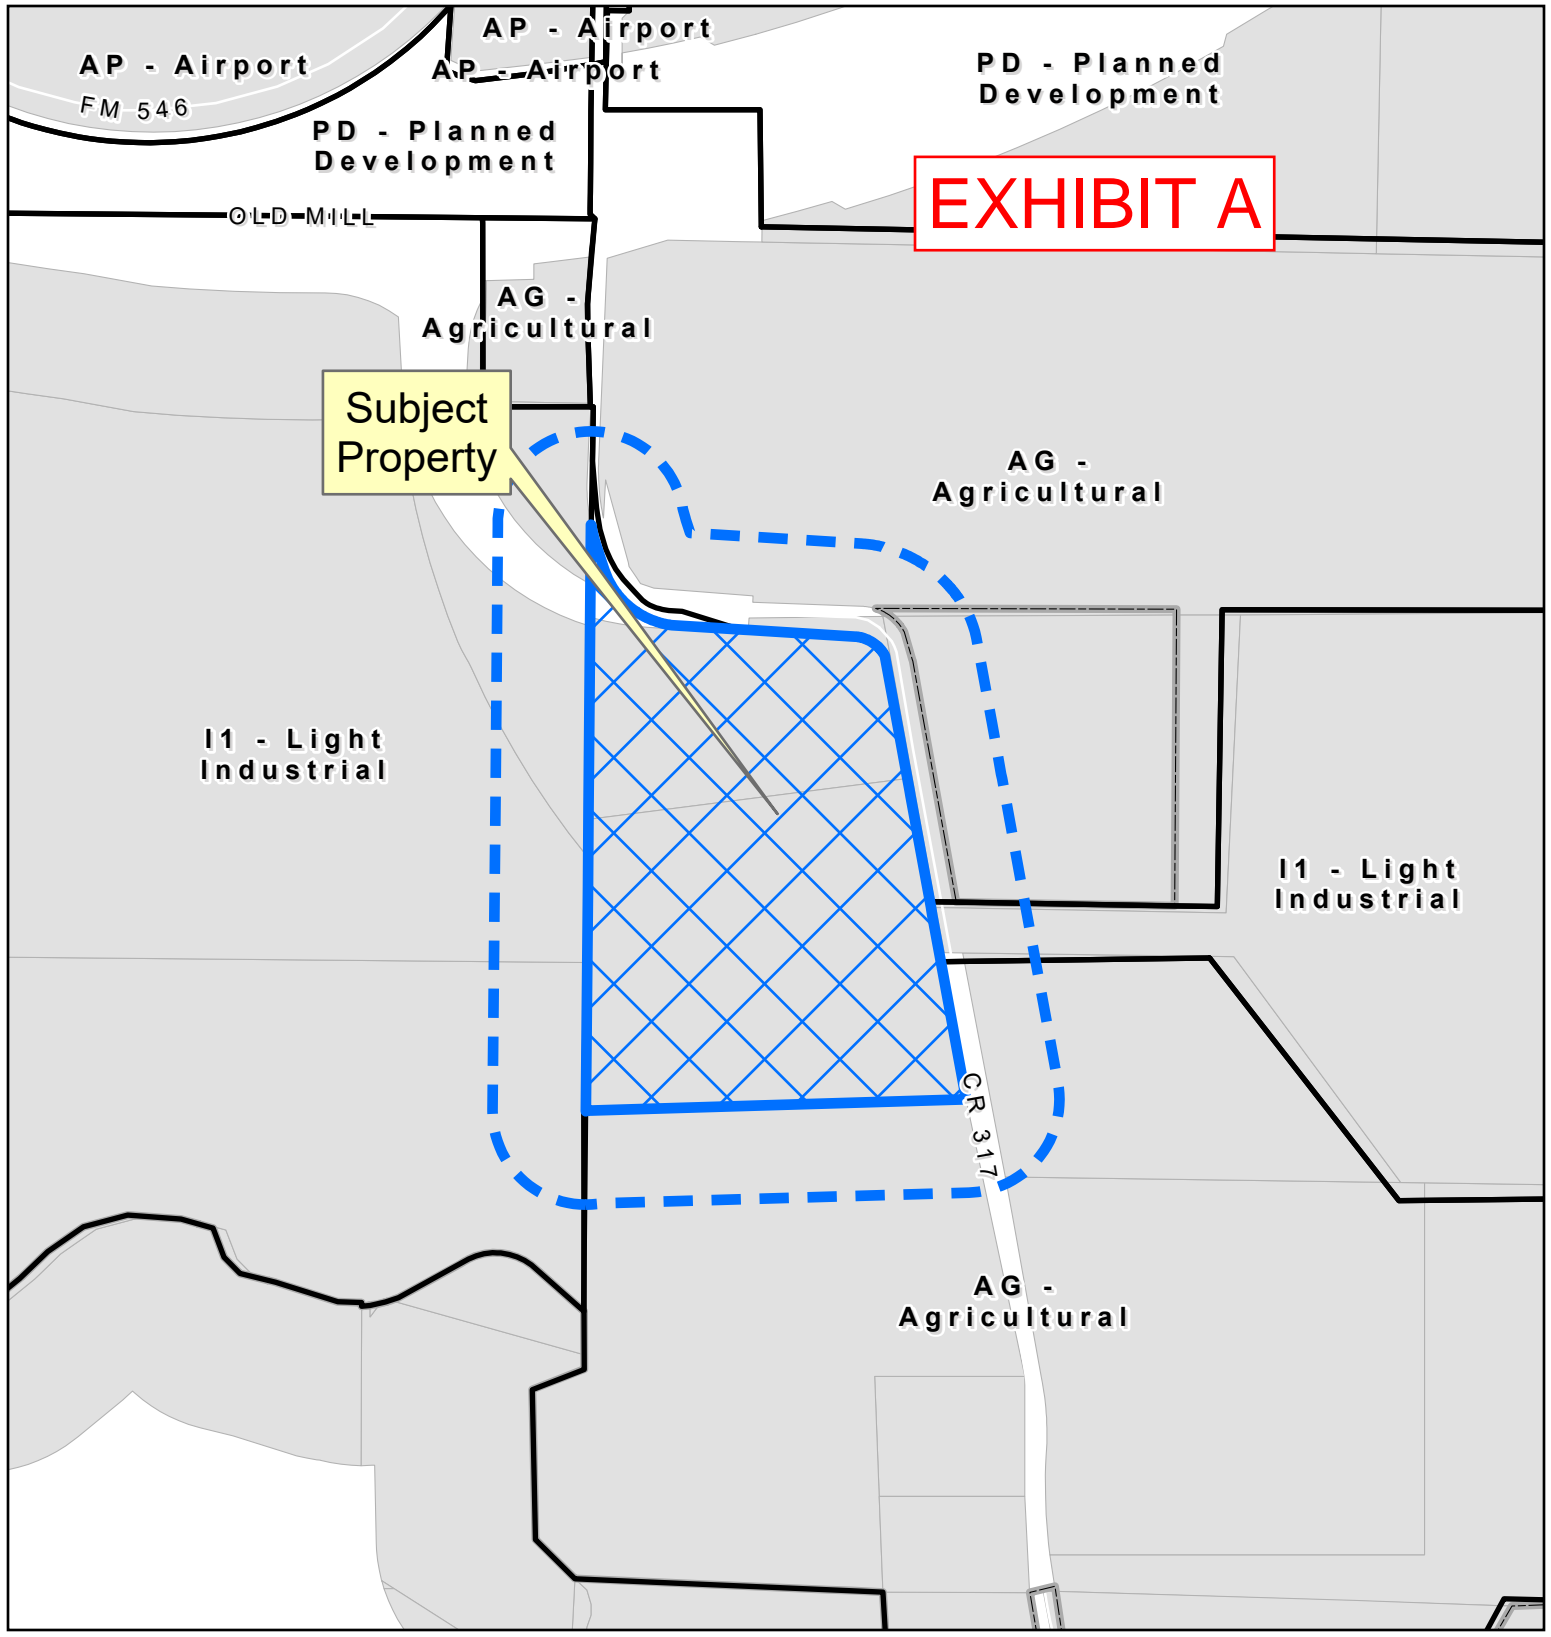 AP - Airport
AP - Airport
AP - Airport
FM 546
PD - Planned
Development
PD - Planned
Development
EXHIBIT A
OLD MILL
AG -
Agricultural
Subject
Property
AG -
Agricultural
I1 - Light
Industrial
I1 - Light
Industrial
CR 317
AG -
Agricultural